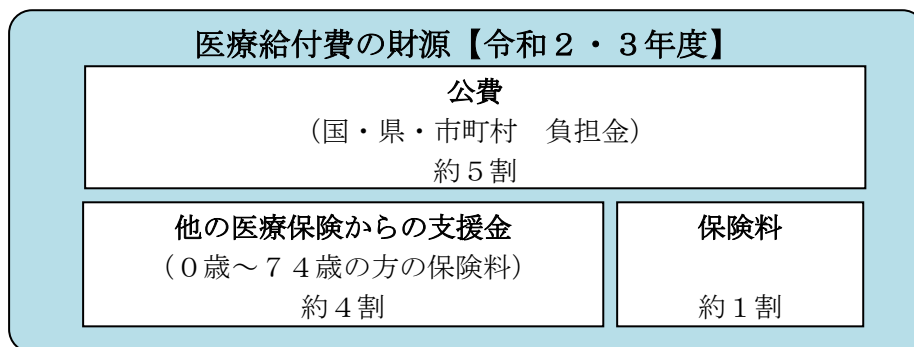 医療給付費の財源【令和２・３年度】
公費
（国・県・市町村　負担金）
約５割
他の医療保険からの支援金
（０歳～７４歳の方の保険料）
約４割
保険料
約１割